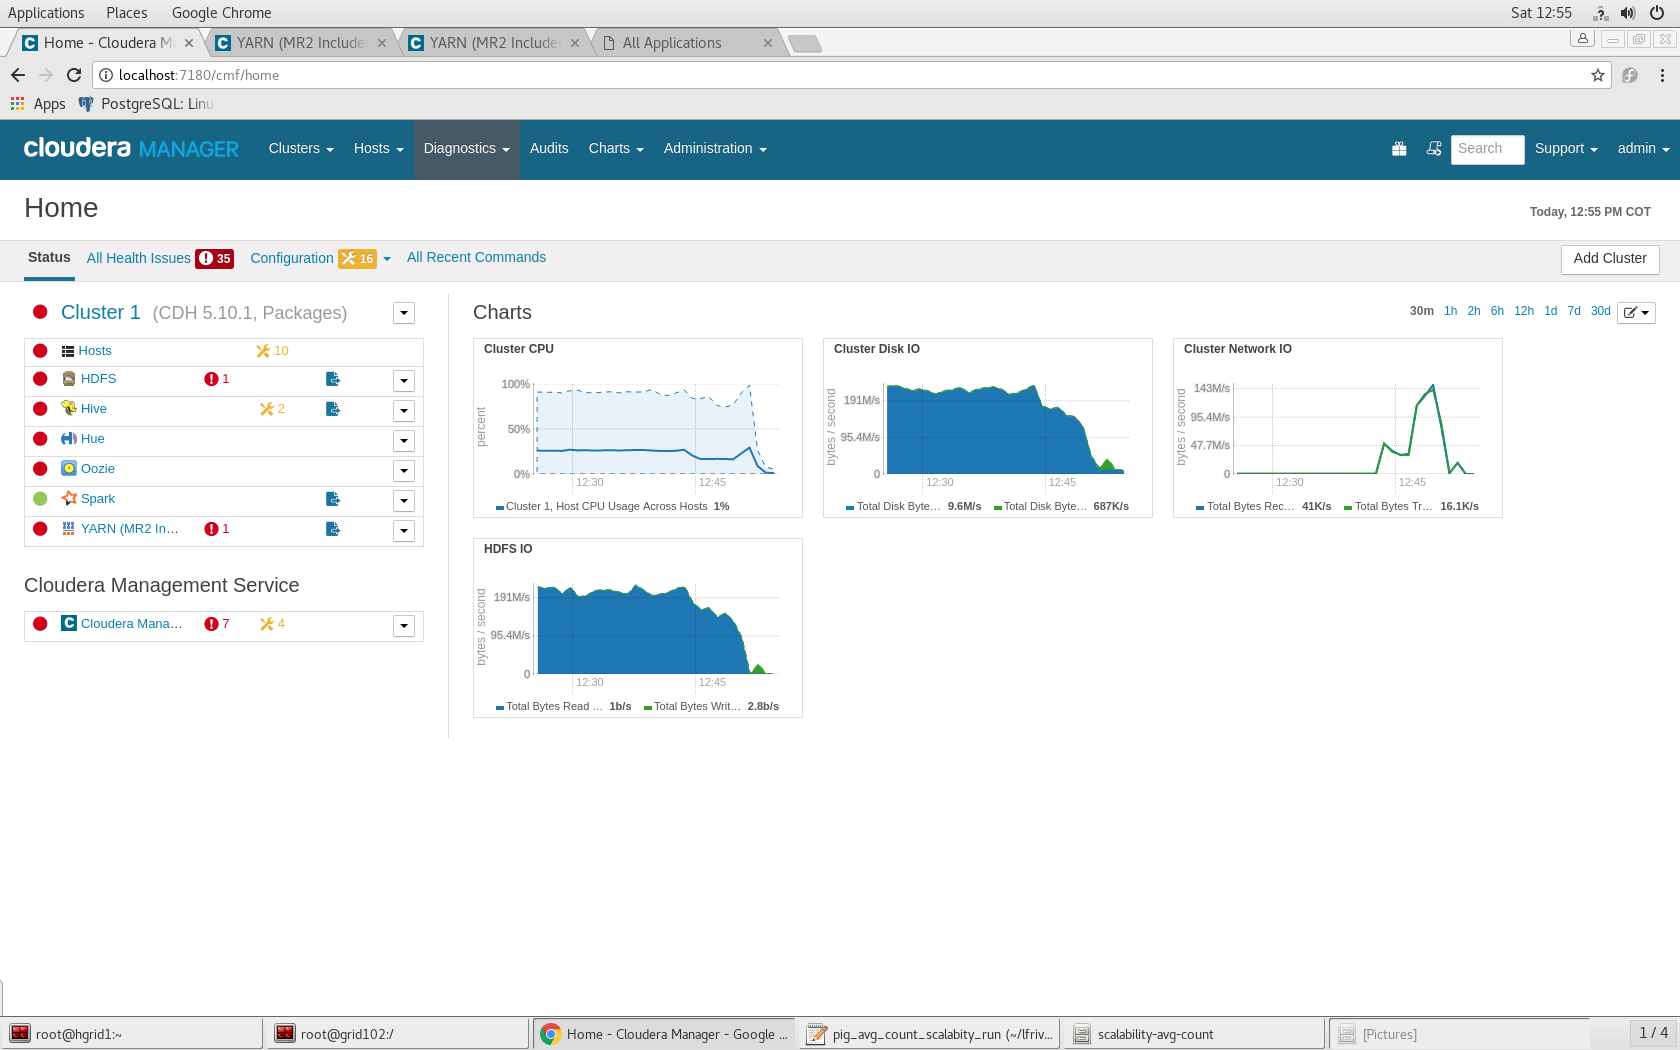 Applications Places Google Chrome Sat 12:55
Home - Cloudera M YARN (MR2 Include YARN (MR2 Include All Applications
localhost:7180/cmf/home
Apps PostgreSQL: Linu
cloudera MANAGER Clusters Hosts Diagnostics Audits Charts Administration Search Support admin
Home
Today, 12:55 PM COT
Status All Health Issues 35 Configuration 16 All Recent Commands Add Cluster
Cluster 1 (CDH 5.10.1, Packages)
Hosts 10
HDFS 1
Hive 2
Hue
Oozie
Spark
YARN (MR2 In... 1
Cloudera Management Service
Cloudera Mana... 7 4
Charts
30m 1h 2h 6h 12h 1d 7d 30d
Cluster CPU
percent
100%
50%
0%
12:30 12:45
Cluster 1, Host CPU Usage Across Hosts 1%
Cluster Disk IO
bytes / second
191M/s
95.4M/s
0
12:30 12:45
Total Disk Byte... 9.6M/s Total Disk Byte... 687K/s
Cluster Network IO
bytes / second
143M/s
95.4M/s
47.7M/s
0
12:30 12:45
Total Bytes Rec... 41K/s Total Bytes Tr... 16.1K/s
HDFS IO
bytes / second
191M/s
95.4M/s
0
12:30 12:45
Total Bytes Read ... 1b/s Total Bytes Writ... 2.8b/s
root@hgrid1:~ root@grid102:/ Home - Cloudera Manager - Google ... pig_avg_count_scalabity_run (~/lfriv... scalability-avg-count [Pictures] 1 / 4